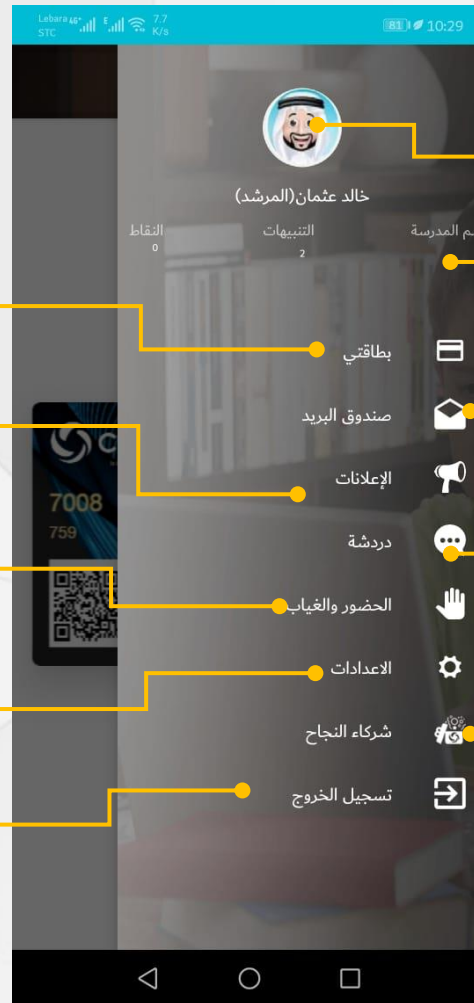 Lebara 46+ 7.7 81 10:29
STC K/s
خالد عثمان(المرشد)
م المدرسة التنبيهات النقاط
2 0
بطاقتي
صندوق البريد
الإعلانات
دردشة
الحضور والغياب
الاعدادات
شركاء النجاح
تسجيل الخروج
C
7008
759